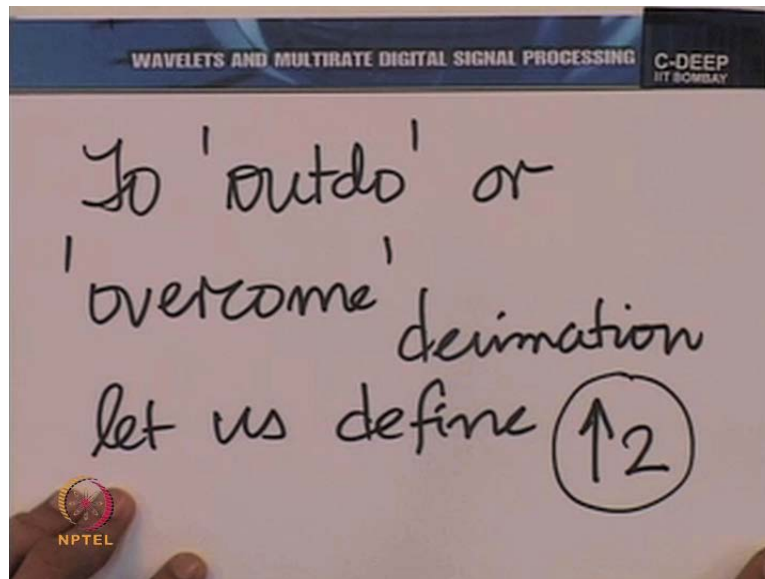 WAVELETS AND MULTIRATE DIGITAL SIGNAL PROCESSING
C-DEEP
IIT BOMBAY
To 'outdo' or
'overcome' decimation
let us define ↑2
NPTEL